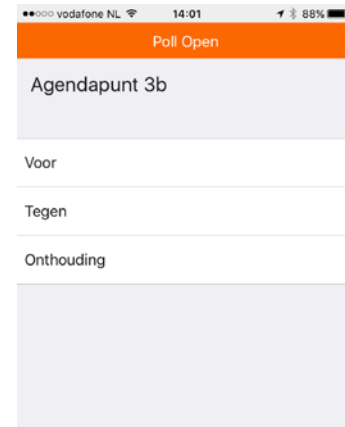 vodafone NL 14:01 88%
Poll Open
Agendapunt 3b
Voor
Tegen
Onthouding